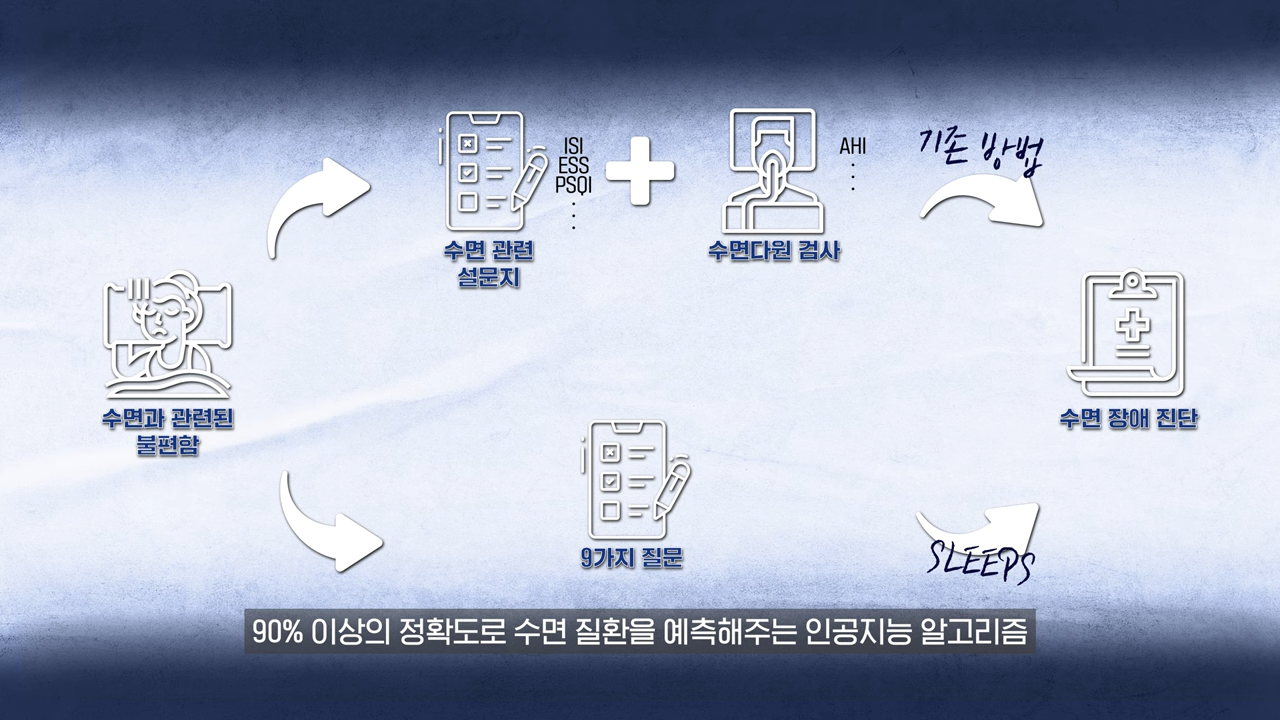 ISI
ESS
PSQI
AHI
기존 방법
수면 관련
설문지
수면다원 검사
수면과 관련된
불편함
수면 장애 진단
9가지 질문
SLEEPS
90% 이상의 정확도로 수면 질환을 예측해주는 인공지능 알고리즘